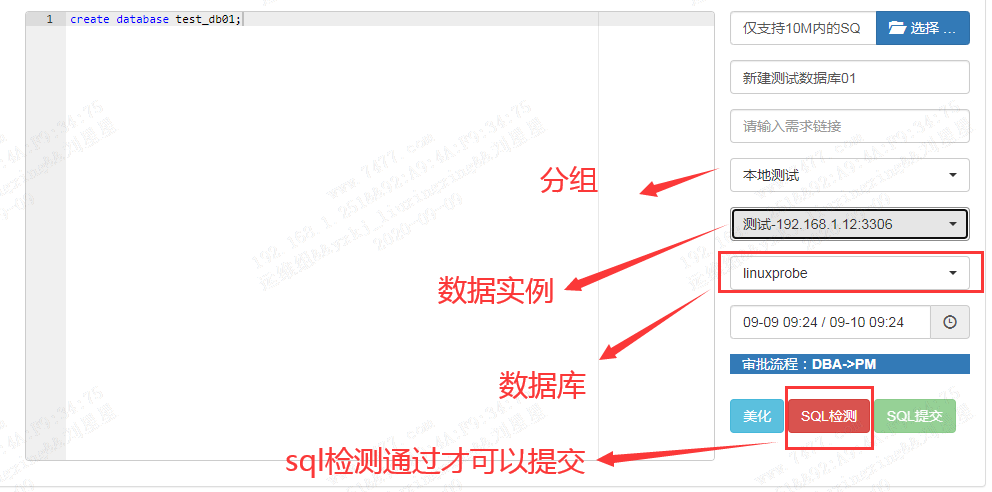 1 create database test_db01;
仅支持10M内的SQ
选择 ...
新建测试数据库01
请输入需求链接
分组
本地测试
测试-192.168.1.12:3306
数据实例
linuxprobe
09-09 09:24 / 09-10 09:24
数据库
审批流程：DBA->PM
美化
SQL检测
SQL提交
sql检测通过才可以提交